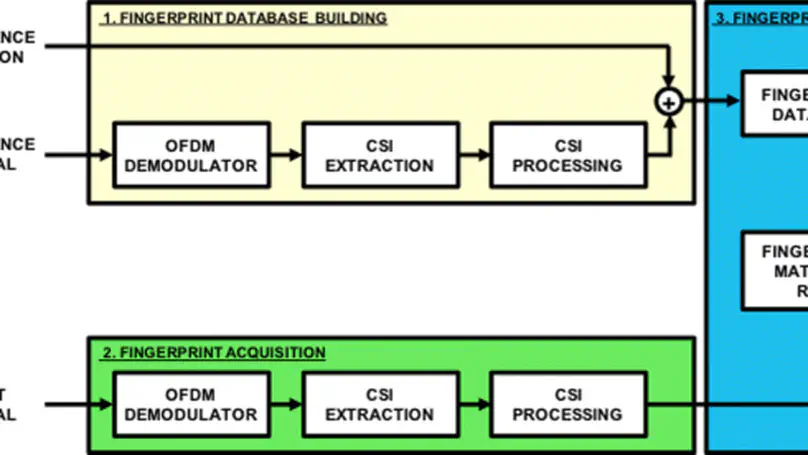 1. FINGERPRINT DATABASE BUILDING
3. FINGERPR
NCE
ON
FINGE
DATA
NCE
AL
OFDM
DEMODULATOR
CSI
EXTRACTION
CSI
PROCESSING
FINGE
MAT
R
2. FINGERPRINT ACQUISITION
T
AL
OFDM
DEMODULATOR
CSI
EXTRACTION
CSI
PROCESSING